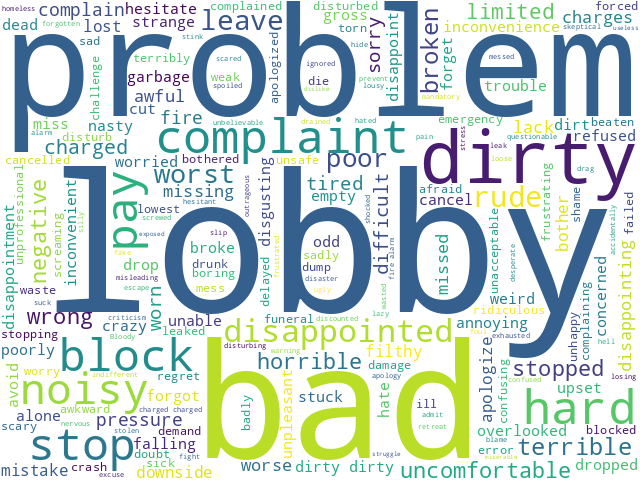 homeless
complain
hesitate
complained
disturbed
limited
forced
dead
lost
strange
leave
gross
torn
sorry
broken
charges
forgotten
stink
inconvenience
skeptical
useless
problem
sad
terribly
apologized
scared
ignored
hide
disappoint
forget
messed
trouble
challenge
garbage
weak
die
prevent
lousy
mandatory
awful
spoiled
dislike
miss
nasty
cut
fire
unbelievable
drained
hated
emergency
lack
dirt
beaten
disturb
charged
complaint
pain
questionable
refused
alarm
stress
leak
loose
cancelled
worried
bothered
unsafe
poor
dirty
drag
unprofessional
negative
screaming
inconvenient
pay
worst
missing
disgusting
tired
empty
difficult
afraid
cancel
rude
frustrating
bother
shame
failed
lowest
hesitant
outrageous
screwed
silly
exposed
slip
shocked
lobby
odd
sadly
broke
boring
drunk
dump
missed
unacceptable
desperate
accidentally
disappointment
fake
misleading
drop
mess
delayed
frustrated
disaster
fire alarm
weird
disappointing
concerned
waste
escape
ugly
ridiculous
unhappy
complaining
suck
worn
funeral
discounted
wasted
lazy
annoying
hell
wrong
criticism
unable
disappointed
apologize
exhausted
stopping
crazy
leaked
Bloody
disturbing
foul
poorly
block
horrible
filthy
confusing
stopped
losing
avoid
worry
regret
indifferent
warning
apology
damage
confused
upset
noisy
forgot
unpleasant
stuck
hate
ill
bad
hard
alone
awkward
charged charged
badly
admit
overlooked
blocked
scary
pressure
nervous
stolen
demand
retreat
blame
error
terrible
stop
doubt
fight
falling
struggle
miserable
mistake
crash
sick
excuse
downside
worse
dirty dirty
uncomfortable
dropped